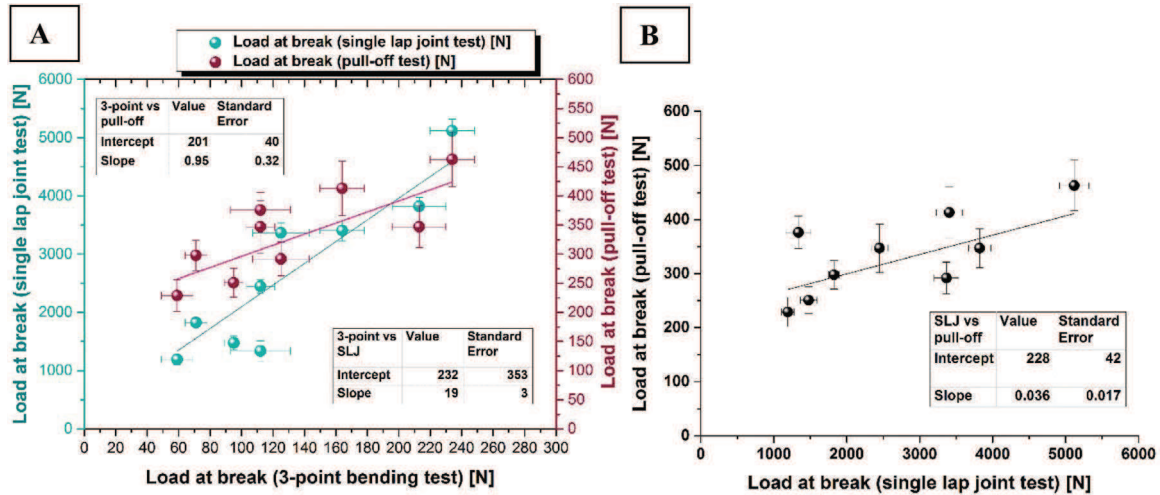 A
Load at break (single lap joint test) [N]
Load at break (pull-off test) [N]
Load at break (single lap joint test) [N]
6000
5000
4000
3000
2000
1000
0
3-point vs pull-off Value Standard Error
Intercept 201 40
Slope 0.95 0.32
3-point vs SLJ Value Standard Error
Intercept 232 353
Slope 19 3
600
550
500
450
400
350
300
250
200
150
100
50
0
Load at break (pull-off test) [N]
0 20 40 60 80 100 120 140 160 180 200 220 240 260 280 300
Load at break (3-point bending test) [N]
B
Load at break (pull-off test) [N]
600
500
400
300
200
100
0
SLJ vs pull-off Value Standard Error
Intercept 228 42
Slope 0.036 0.017
0 1000 2000 3000 4000 5000 6000
Load at break (single lap joint test) [N]